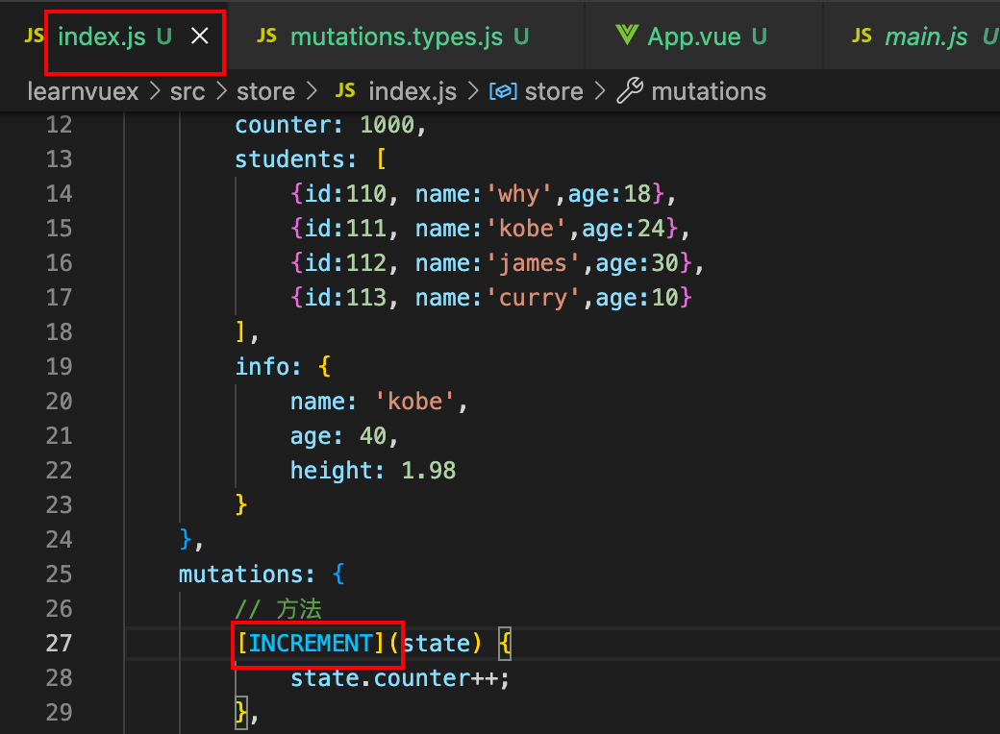 JS index.js U × JS mutations.types.js U App.vue U JS main.js U
learnvuex > src > store > JS index.js > store > mutations
12 counter: 1000,
13 students: [
14 {id:110, name:'why',age:18},
15 {id:111, name:'kobe',age:24},
16 {id:112, name:'james',age:30},
17 {id:113, name:'curry',age:10}
18 ],
19 info: {
20 name: 'kobe',
21 age: 40,
22 height: 1.98
23 }
24 },
25 mutations: {
26 // 方法
27 [INCREMENT](state) {
28 state.counter++;
29 },